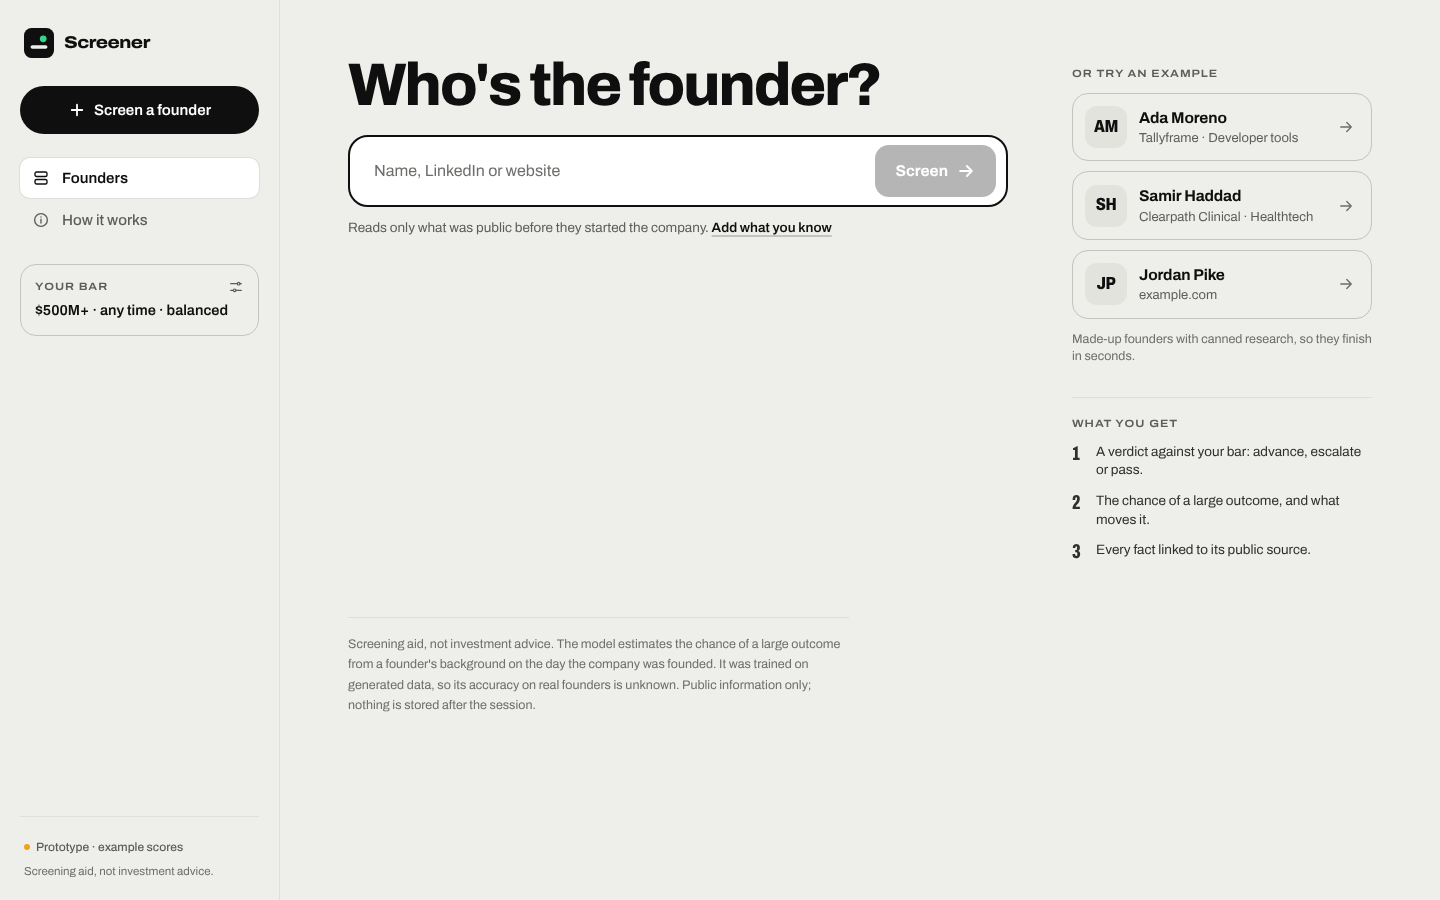 Screener
Screen a founder
Founders
How it works
YOUR BAR
$500M+ · any time · balanced
Prototype · example scores
Screening aid, not investment advice.
Who's the founder?
Name, LinkedIn or website
Screen
Reads only what was public before they started the company. Add what you know
Screening aid, not investment advice. The model estimates the chance of a large outcome
from a founder's background on the day the company was founded. It was trained on
generated data, so its accuracy on real founders is unknown. Public information only;
nothing is stored after the session.
OR TRY AN EXAMPLE
AM
Ada Moreno
Tallyframe · Developer tools
SH
Samir Haddad
Clearpath Clinical · Healthtech
JP
Jordan Pike
example.com
Made-up founders with canned research, so they finish
in seconds.
WHAT YOU GET
1 A verdict against your bar: advance, escalate
or pass.
2 The chance of a large outcome, and what
moves it.
3 Every fact linked to its public source.